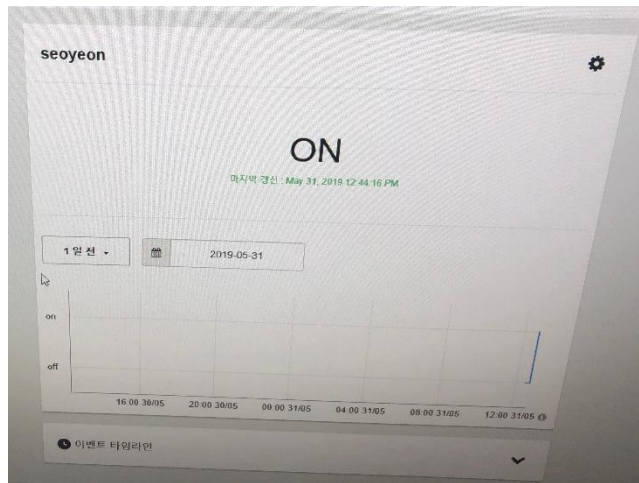 seoyeon
ON
마지막 갱신 : May 31, 2019 12:44:16 PM
1 일 전
2019-05-31
on
off
16:00 30/05 20:00 30/05 00:00 31/05 04:00 31/05 08:00 31/05 12:00 31/05
이벤트 타임라인